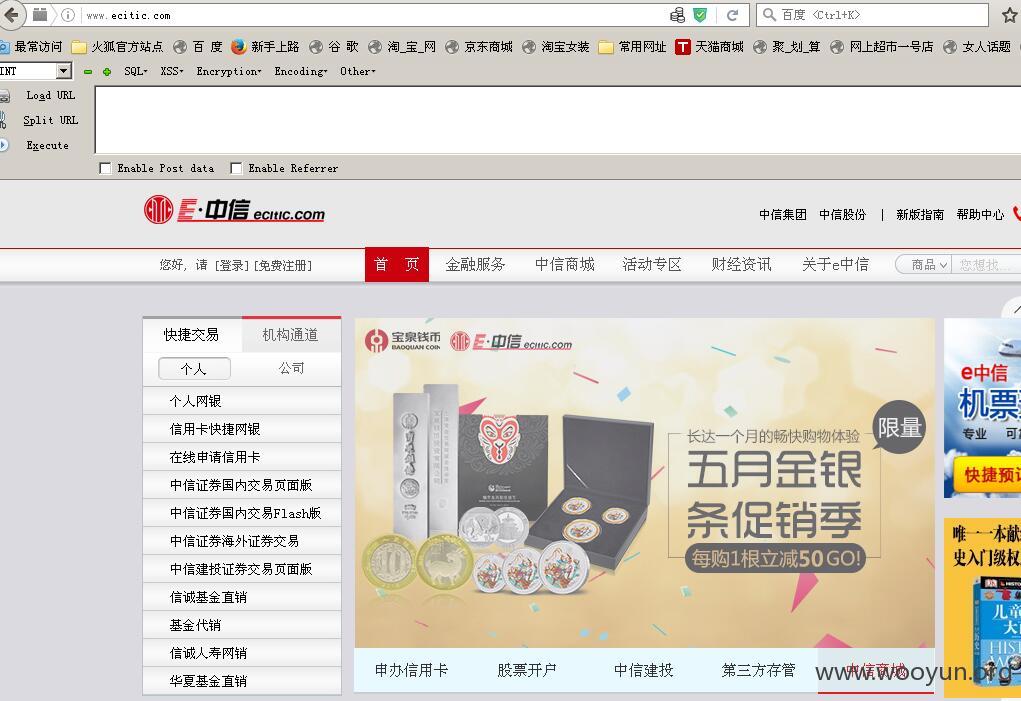 www.ecitic.com
百度 <Ctrl+K>
最常访问 火狐官方站点 百 度 新手上路 谷 歌 淘_宝_网 京东商城 淘宝女装 常用网址 T 天猫商城 聚_划_算 网上超市一号店 女人话题
INT SQL▾ XSS▾ Encryption▾ Encoding▾ Other▾
Load URL
Split URL
Execute
Enable Post data Enable Referrer
E·中信 ecitic.com
中信集团 中信股份 | 新版指南 帮助中心
您好, 请 [登录] [免费注册]
首 页 金融服务 中信商城 活动专区 财经资讯 关于e中信
商品 您想找...
快捷交易 机构通道
个人 公司
个人网银
信用卡快捷网银
在线申请信用卡
中信证券国内交易页面版
中信证券国内交易Flash版
中信证券海外证券交易
中信建投证券交易页面版
信诚基金直销
基金代销
信诚人寿网销
华夏基金直销
宝泉钱币
BAOQUAN COIN
E·中信 ecitic.com
限量
长达一个月的畅快购物体验
五月金银
条促销季
每购1根立减50 GO!
申办信用卡 股票开户 中信建投 第三方存管 中信商城
e中信
机票
专业
快捷预
唯一一本献
史入门级权
DK
HIST
www.wooyun.org